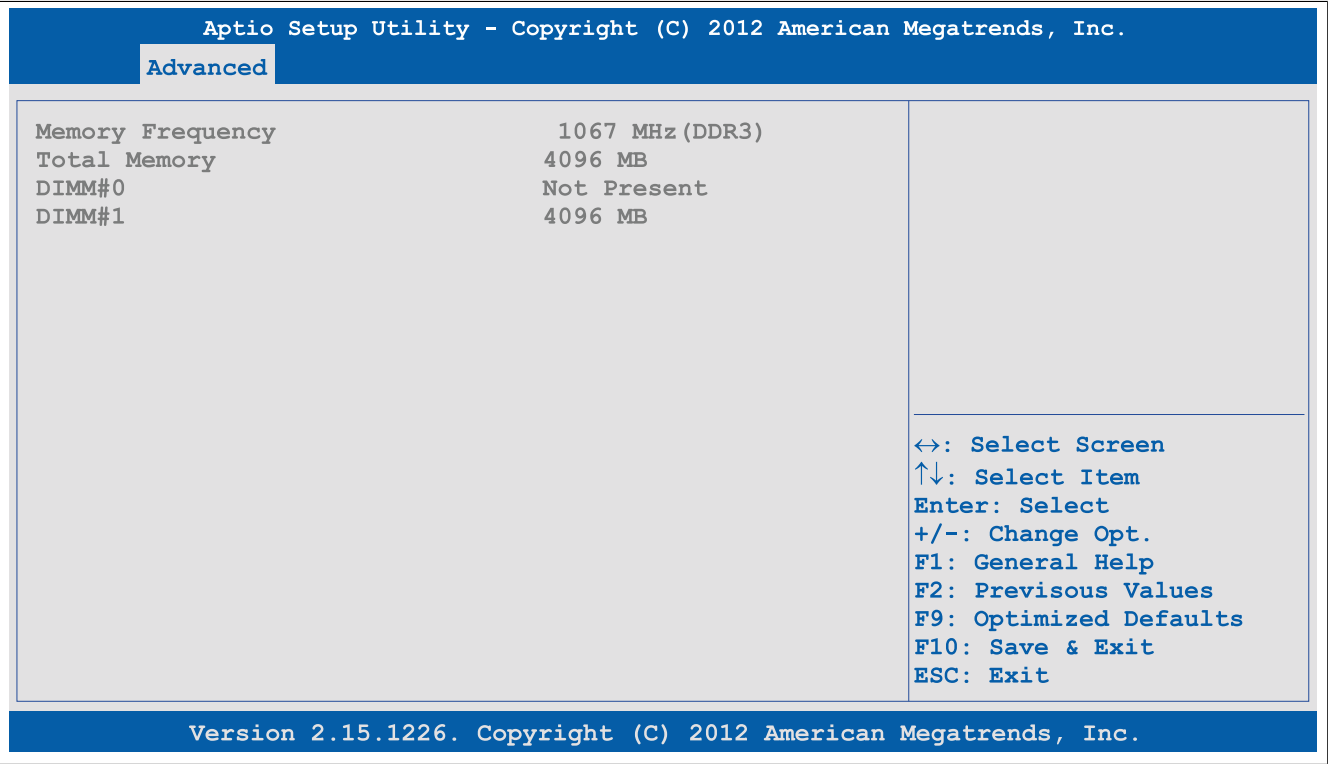 Aptio Setup Utility - Copyright (C) 2012 American Megatrends, Inc.
Advanced
Memory Frequency 1067 MHz(DDR3)
Total Memory 4096 MB
DIMM#0 Not Present
DIMM#1 4096 MB
↔: Select Screen
↑↓: Select Item
Enter: Select
+/-: Change Opt.
F1: General Help
F2: Previsous Values
F9: Optimized Defaults
F10: Save & Exit
ESC: Exit
Version 2.15.1226. Copyright (C) 2012 American Megatrends, Inc.